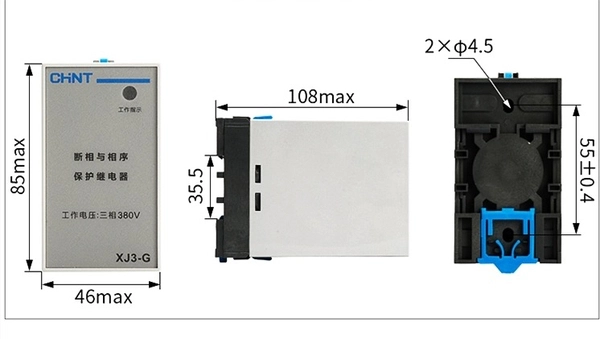 CHNT
工作指示
断相与相序
保护继电器
工作电压:三相380V
XJ3-G
85max
46max
108max
35.5
2×φ4.5
55±0.4